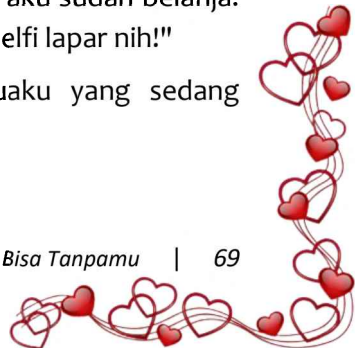 aku sudah belanja.
elfi lapar nih!"
uaku yang sedang
Bisa Tanpamu | 69